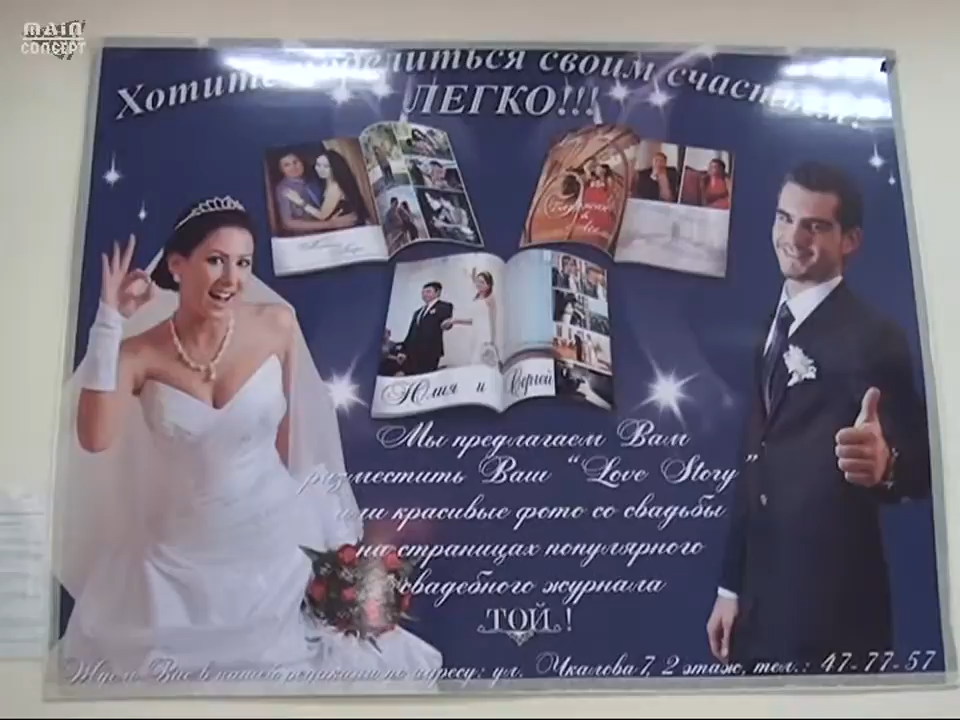 MAIN
CONCEPT
Хотите поделиться своим счастьем?
ЛЕГКО!!!
Юлия и Сергей
Мы предлагаем Вам
разместить Ваш "Love Story"
или красивые фото со свадьбы
на страницах популярного
свадебного журнала
ТОЙ!
Ждем Вас в нашей редакции по адресу: ул. Чкалова 7, 2 этаж, тел.: 47-77-57